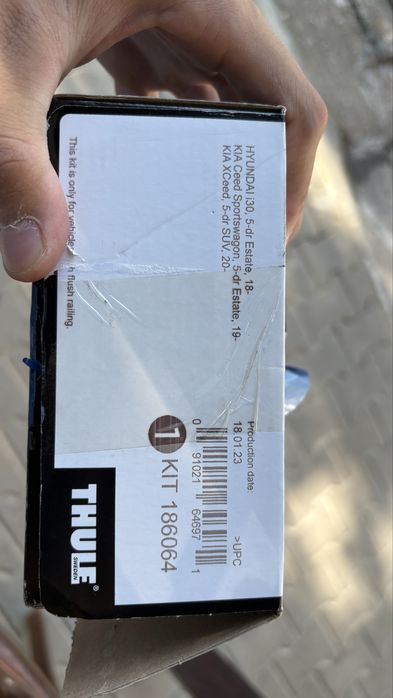 HYUNDAI i30, 5-dr Estate, 18-
KIA Ceed Sportswagon, 5-dr Estate, 19-
KIA XCeed, 5-dr SUV, 20-
This kit is only for flush railing.
Production date:
18.01.23
>UPC
0 91021 64697 1
1 KIT 186064
THULE®
SWEDEN